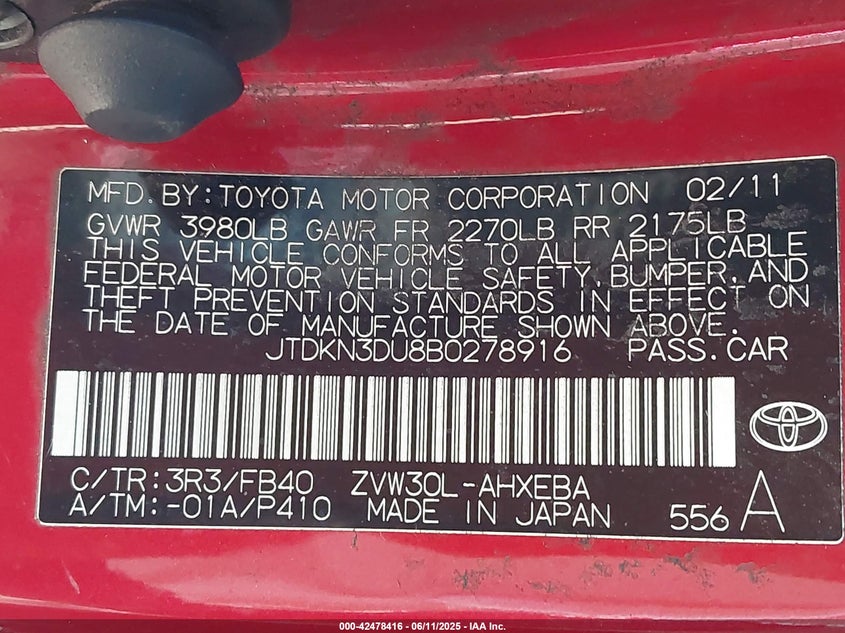 MFD.BY:TOYOTA MOTOR CORPORATION 02/11
GVWR 3980LB GAWR FR 2270LB RR 2175LB
THIS VEHICLE CONFORMS TO ALL APPLICABLE
FEDERAL MOTOR VEHICLE SAFETY,BUMPER,AND
THEFT PREVENTION STANDARDS IN EFFECT ON
THE DATE OF MANUFACTURE SHOWN ABOVE.
JTDKN3DU8B0278916 PASS.CAR
C/TR:3R3/FB40 ZVW30L-AHXEBA
A/TM:-01A/P410 MADE IN JAPAN 556 A
000-42478416 - 06/11/2025 - IAA Inc.